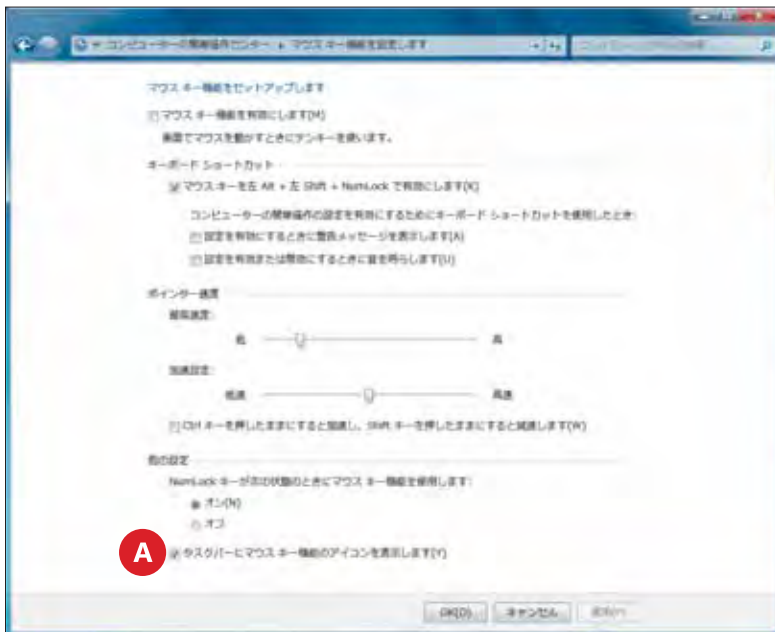 コンピューターの簡単操作センター ▸ マウス キー機能を設定します
マウス キー機能をセットアップします
マウス キー機能を有効にします(M)
画面でマウスを動かすときにテンキーを使います。
キーボード ショートカット
マウス キーを左 Alt + 左 Shift + NumLock で有効にします(K)
コンピューターの簡単操作の設定を有効にするためにキーボード ショートカットを使用したとき:
設定を有効にするときに警告メッセージを表示します(A)
設定を有効または無効にするときに音を鳴らします(U)
ポインター速度
最高速度:
低 高
加速設定:
低速 高速
Ctrl キーを押したままにすると加速し、Shift キーを押したままにすると減速します(W)
他の設定
NumLock キーが次の状態のときにマウス キー機能を使用します:
オン(N)
オフ
A タスクバーにマウス キー機能のアイコンを表示します(Y)
OK(O) キャンセル